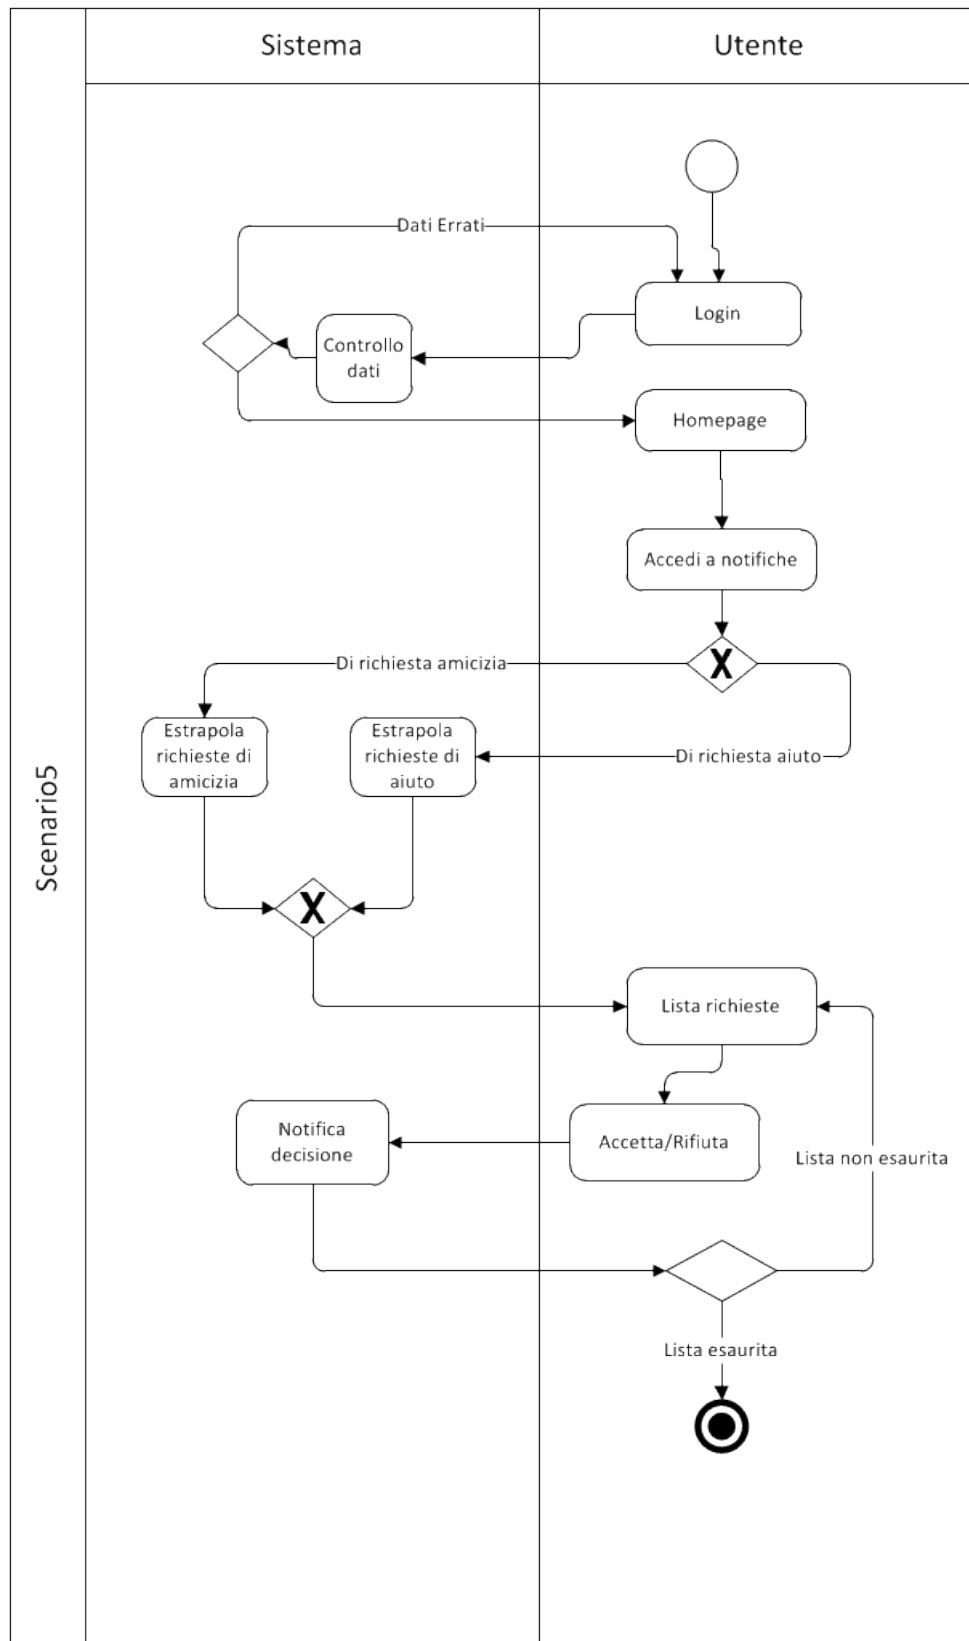 Sistema
Utente
Scenario5
Dati Errati
Login
Controllo
dati
Homepage
Accedi a notifiche
X
Di richiesta amicizia
Estrapola
richieste di
amicizia
Estrapola
richieste di
aiuto
Di richiesta aiuto
X
Lista richieste
Notifica
decisione
Accetta/Rifiuta
Lista non esaurita
Lista esaurita